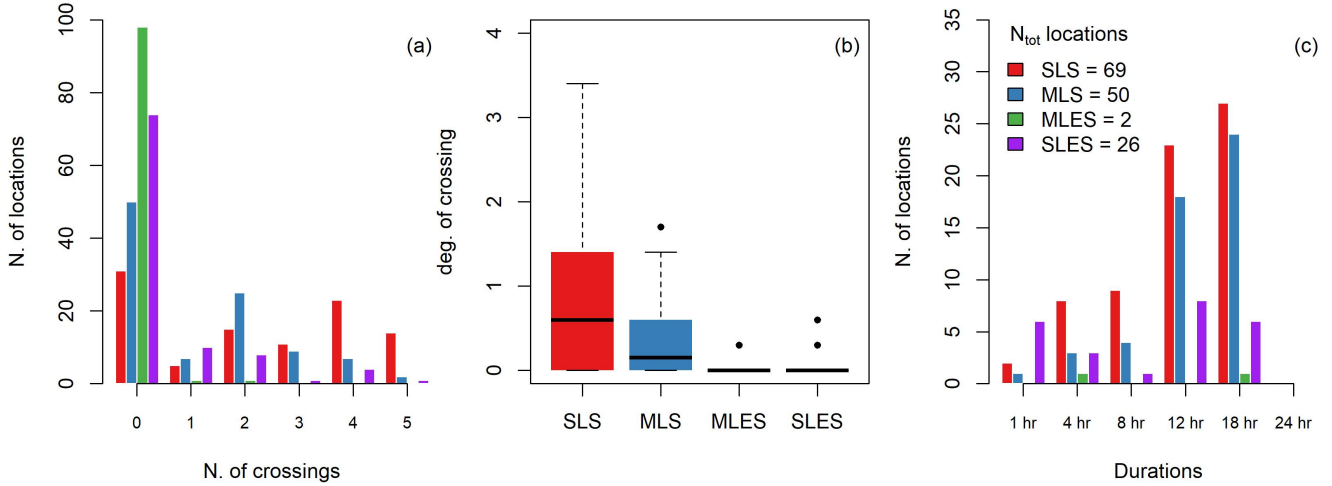 (a)
N. of locations
100
80
60
40
20
0
0 1 2 3 4 5
N. of crossings
(b)
deg. of crossing
4
3
2
1
0
SLS MLS MLES SLES
(c)
N. of locations
35
30
25
20
15
10
5
0
Ntot locations
SLS = 69
MLS = 50
MLES = 2
SLES = 26
1 hr 4 hr 8 hr 12 hr 18 hr 24 hr
Durations